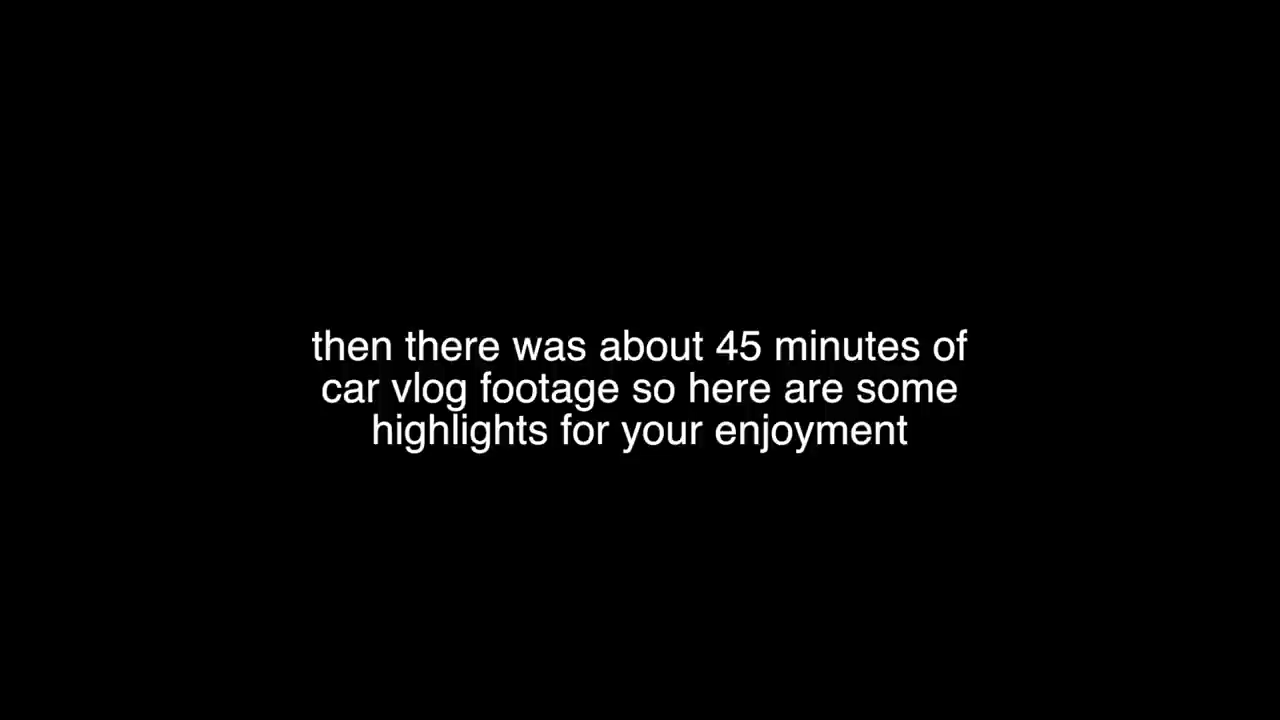 then there was about 45 minutes of
car vlog footage so here are some
highlights for your enjoyment